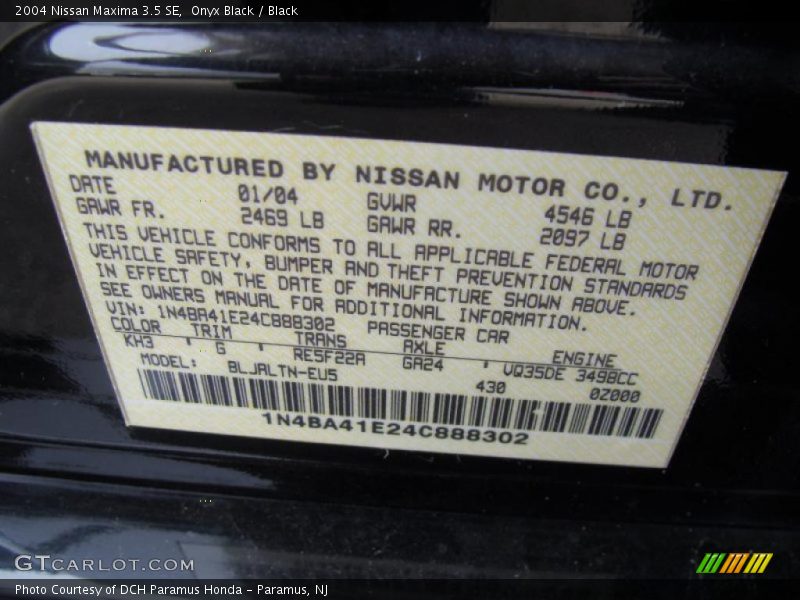 2004 Nissan Maxima 3.5 SE, Onyx Black / Black
MANUFACTURED BY NISSAN MOTOR CO., LTD.
DATE 01/04 GVWR 4546 LB
GAWR FR. 2469 LB GAWR RR. 2097 LB
THIS VEHICLE CONFORMS TO ALL APPLICABLE FEDERAL MOTOR
VEHICLE SAFETY, BUMPER AND THEFT PREVENTION STANDARDS
IN EFFECT ON THE DATE OF MANUFACTURE SHOWN ABOVE.
SEE OWNERS MANUAL FOR ADDITIONAL INFORMATION.
VIN: 1N4BA41E24C888302 PASSENGER CAR
COLOR TRIM TRANS AXLE ENGINE
KH3 G RE5F22A GA24 VQ35DE 3498CC
MODEL: BLJALTN-EU5 430 0Z000
1N4BA41E24C888302
GTCARLOT.COM
Photo Courtesy of DCH Paramus Honda - Paramus, NJ